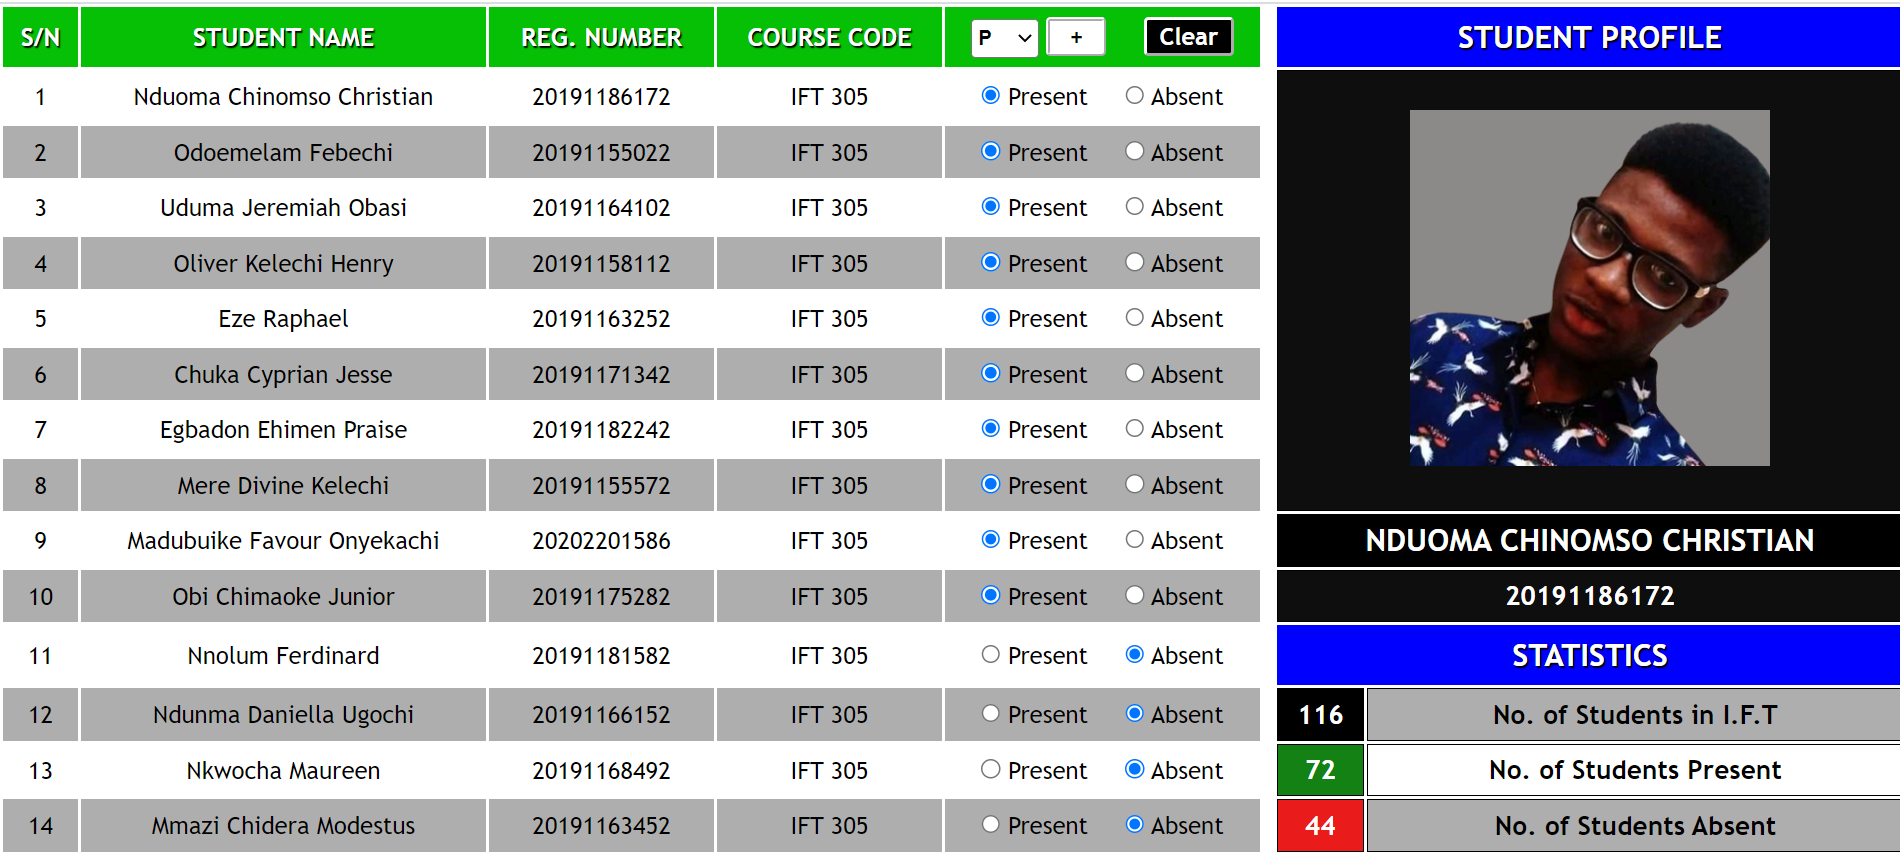 S/N STUDENT NAME REG. NUMBER COURSE CODE P + Clear
1 Nduoma Chinomso Christian 20191186172 IFT 305 Present Absent
2 Odoemelam Febechi 20191155022 IFT 305 Present Absent
3 Uduma Jeremiah Obasi 20191164102 IFT 305 Present Absent
4 Oliver Kelechi Henry 20191158112 IFT 305 Present Absent
5 Eze Raphael 20191163252 IFT 305 Present Absent
6 Chuka Cyprian Jesse 20191171342 IFT 305 Present Absent
7 Egbadon Ehimen Praise 20191182242 IFT 305 Present Absent
8 Mere Divine Kelechi 20191155572 IFT 305 Present Absent
9 Madubuike Favour Onyekachi 20202201586 IFT 305 Present Absent
10 Obi Chimaoke Junior 20191175282 IFT 305 Present Absent
11 Nnolum Ferdinard 20191181582 IFT 305 Present Absent
12 Ndunma Daniella Ugochi 20191166152 IFT 305 Present Absent
13 Nkwocha Maureen 20191168492 IFT 305 Present Absent
14 Mmazi Chidera Modestus 20191163452 IFT 305 Present Absent
STUDENT PROFILE
NDUOMA CHINOMSO CHRISTIAN
20191186172
STATISTICS
116 No. of Students in I.F.T
72 No. of Students Present
44 No. of Students Absent